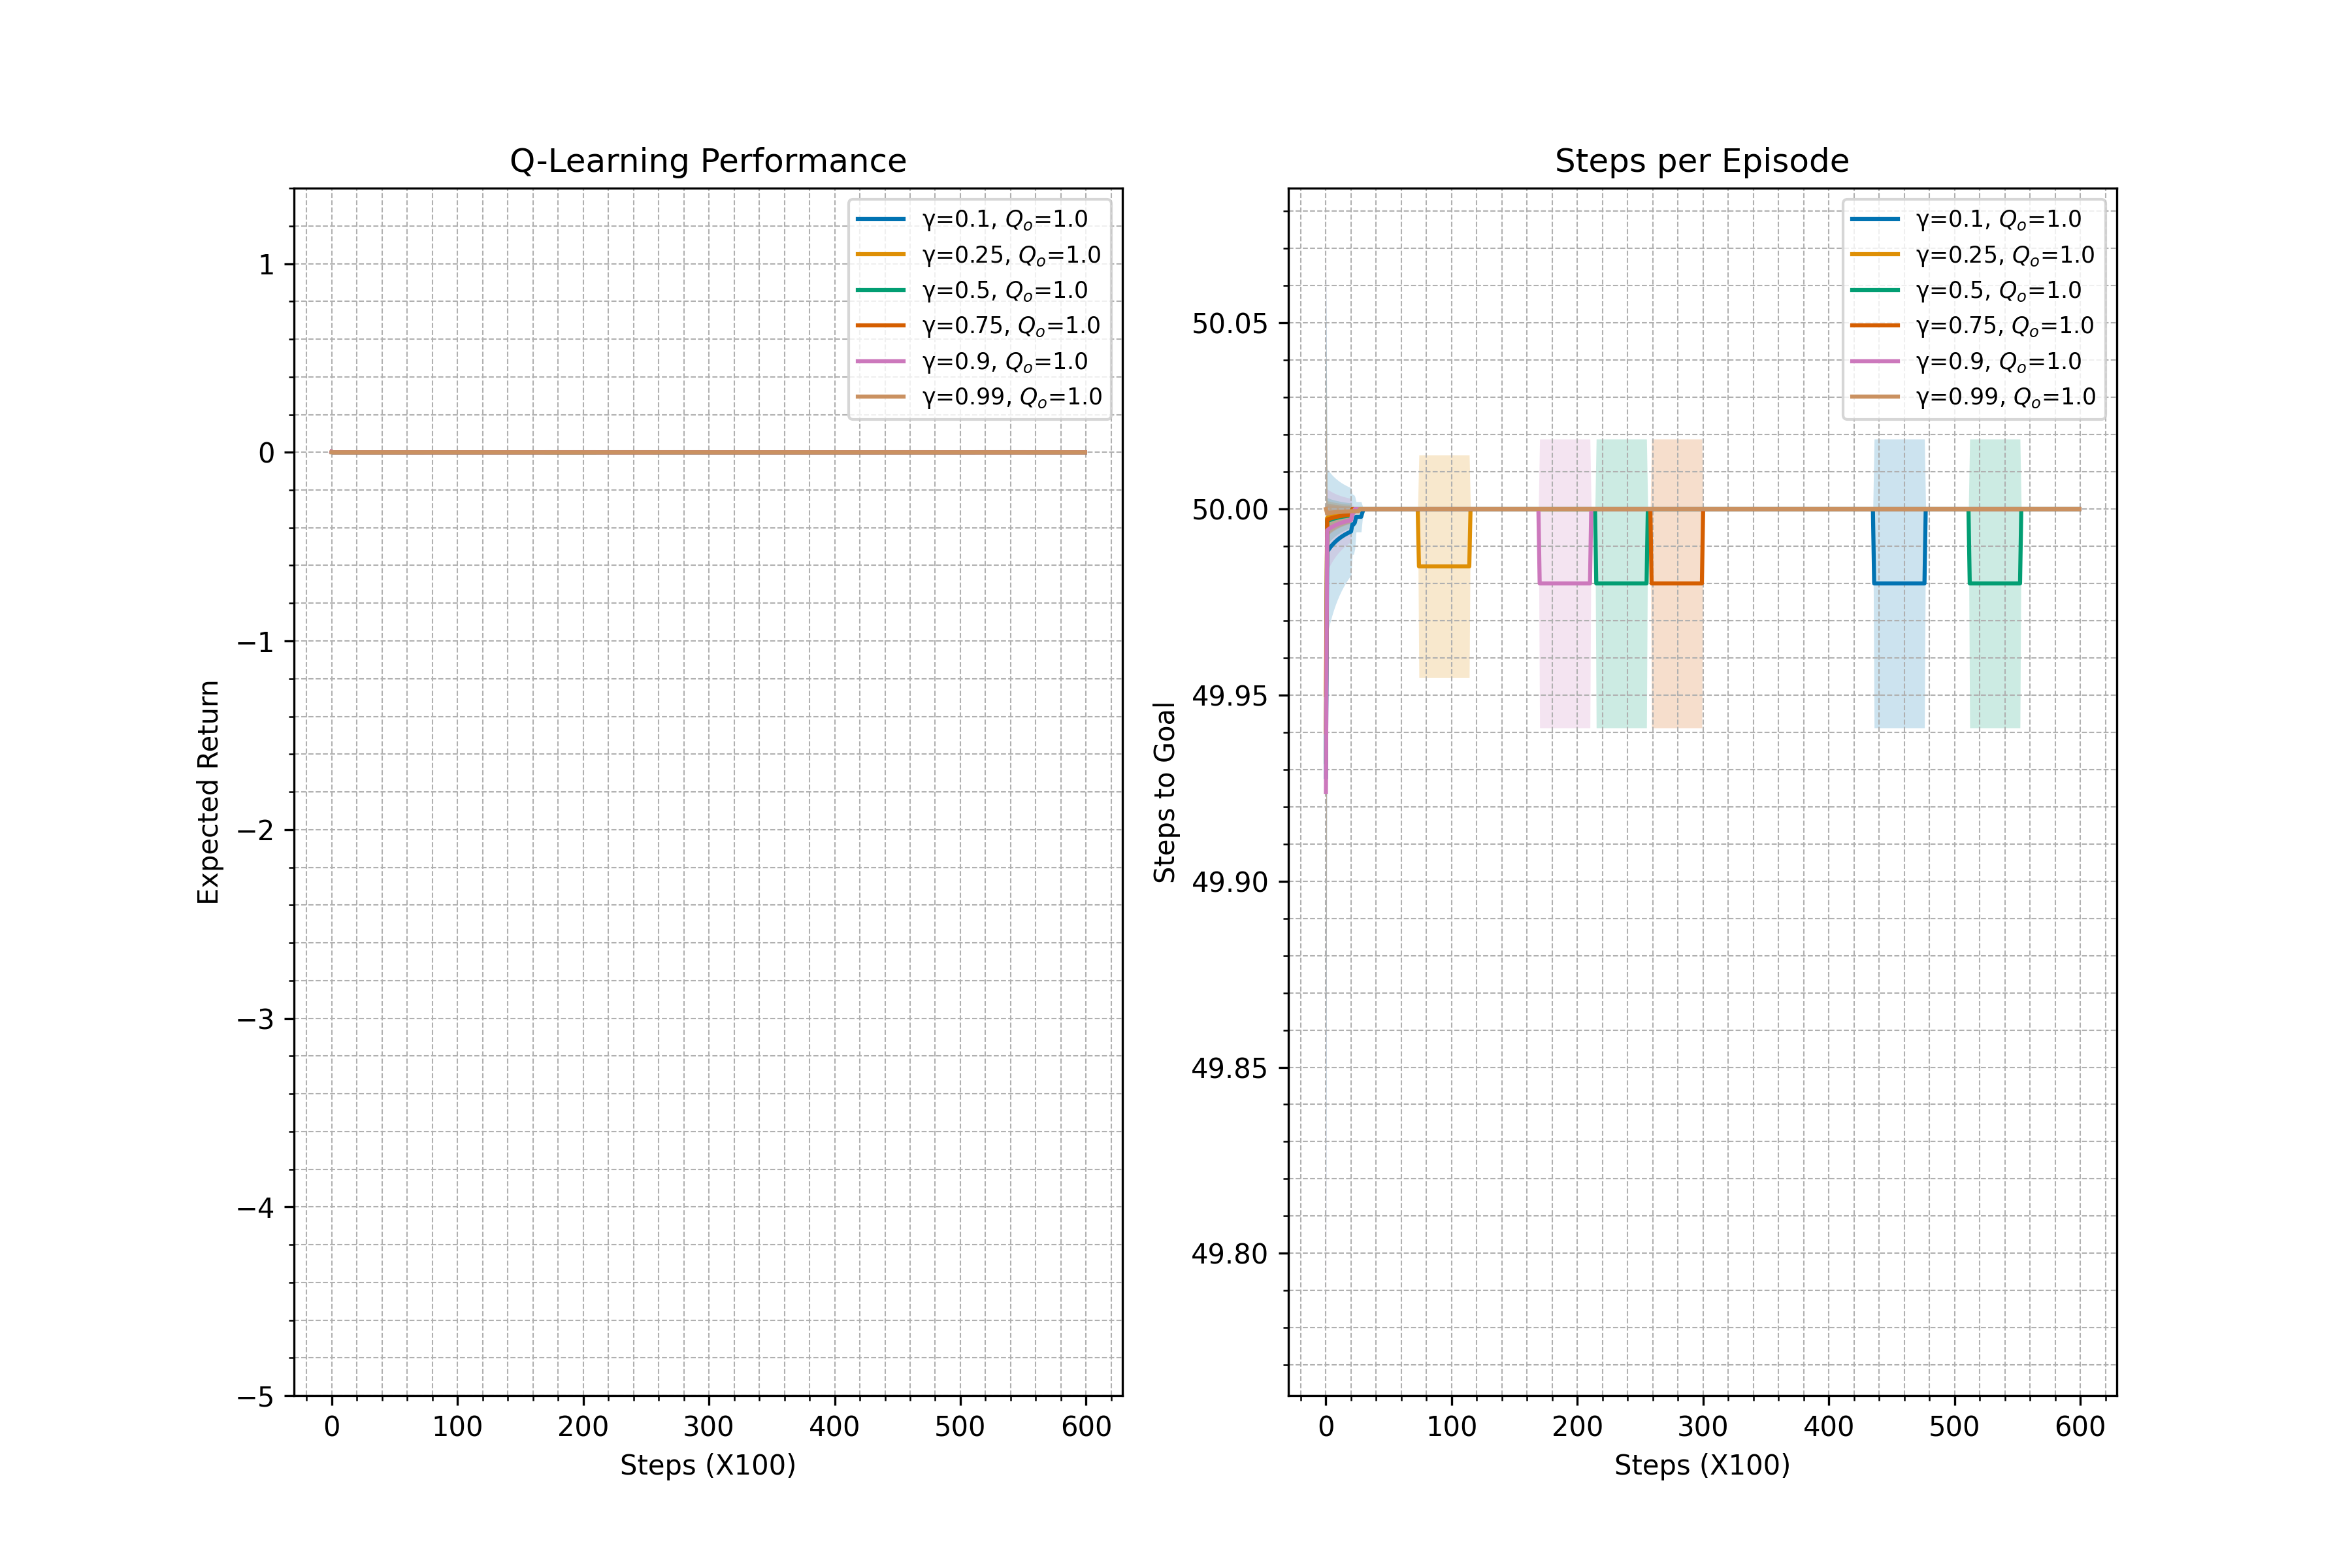 Q-Learning Performance
Expected Return
1
0
−1
−2
−3
−4
−5
0 100 200 300 400 500 600
Steps (X100)
γ=0.1, Qₒ=1.0
γ=0.25, Qₒ=1.0
γ=0.5, Qₒ=1.0
γ=0.75, Qₒ=1.0
γ=0.9, Qₒ=1.0
γ=0.99, Qₒ=1.0
Steps per Episode
Steps to Goal
50.05
50.00
49.95
49.90
49.85
49.80
0 100 200 300 400 500 600
Steps (X100)
γ=0.1, Qₒ=1.0
γ=0.25, Qₒ=1.0
γ=0.5, Qₒ=1.0
γ=0.75, Qₒ=1.0
γ=0.9, Qₒ=1.0
γ=0.99, Qₒ=1.0